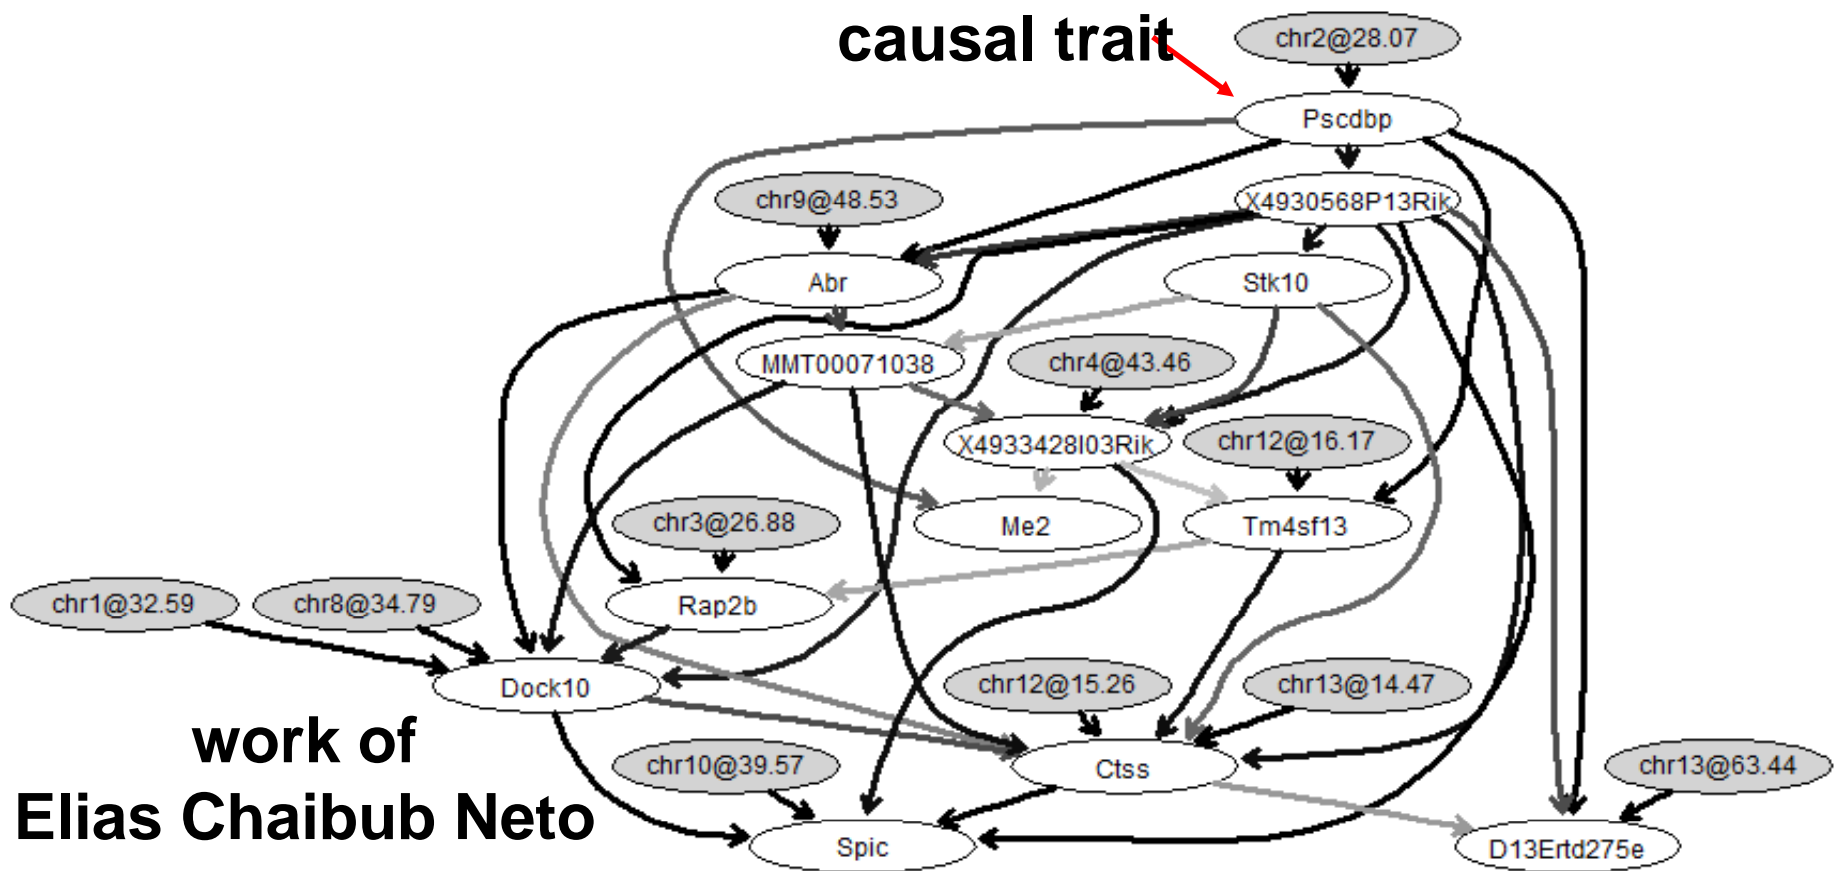 causal trait
chr2@28.07
Pscdbp
chr9@48.53
X4930568P13Rik
Abr
Stk10
MMT00071038
chr4@43.46
X4933428I03Rik
chr12@16.17
chr3@26.88
Me2
Tm4sf13
chr1@32.59
chr8@34.79
Rap2b
Dock10
chr12@15.26
chr13@14.47
work of
Elias Chaibub Neto
chr10@39.57
Ctss
chr13@63.44
Spic
D13Ertd275e